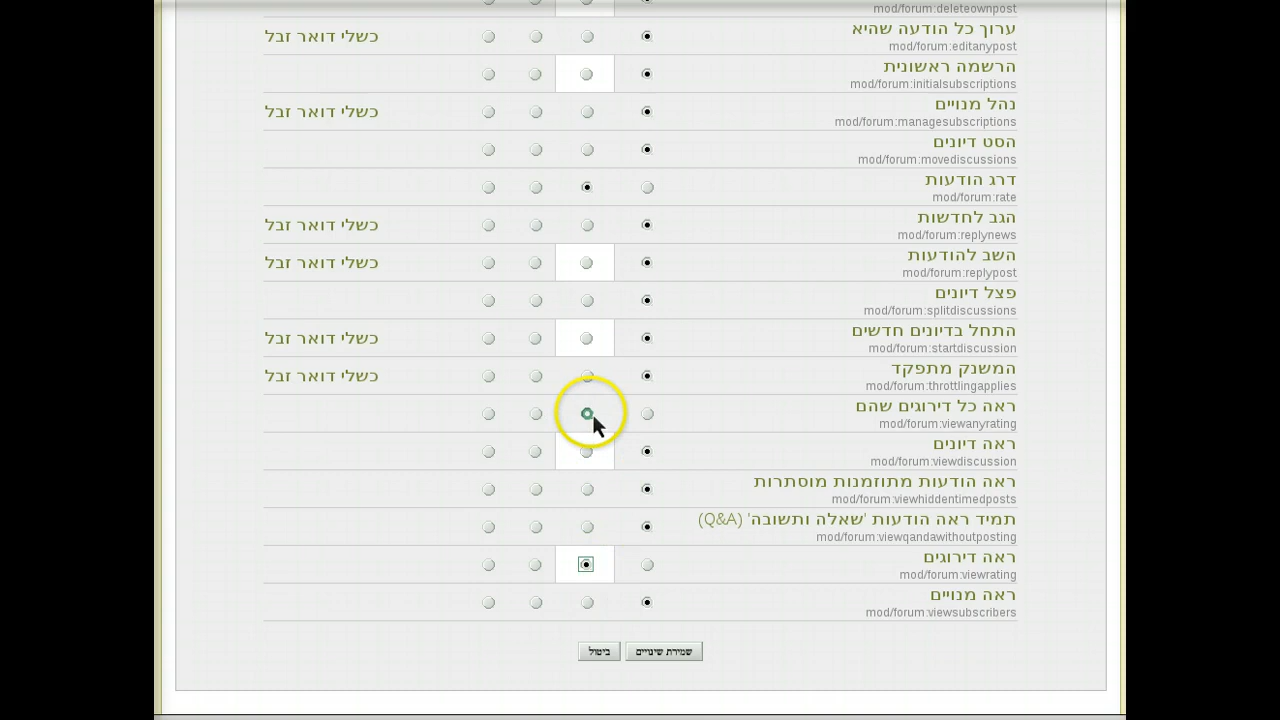 mod/forum:deleteownpost
ערוך כל הודעה שהיא
mod/forum:editanypost
כשלי דואר זבל
הרשמה ראשונית
mod/forum:initialsubscriptions
נהל מנויים
mod/forum:managesubscriptions
כשלי דואר זבל
הסט דיונים
mod/forum:movediscussions
דרג הודעות
mod/forum:rate
הגב לחדשות
mod/forum:replynews
כשלי דואר זבל
השב להודעות
mod/forum:replypost
כשלי דואר זבל
פצל דיונים
mod/forum:splitdiscussions
התחל בדיונים חדשים
mod/forum:startdiscussion
כשלי דואר זבל
המשנק מתפקד
mod/forum:throttlingapplies
כשלי דואר זבל
ראה כל דירוגים שהם
mod/forum:viewanyrating
ראה דיונים
mod/forum:viewdiscussion
ראה הודעות מתוזמנות מוסתרות
mod/forum:viewhiddentimedposts
תמיד ראה הודעות 'שאלה ותשובה' (Q&A)
mod/forum:viewqandawithoutposting
ראה דירוגים
mod/forum:viewrating
ראה מנויים
mod/forum:viewsubscribers
שמירת שינויים
ביטול